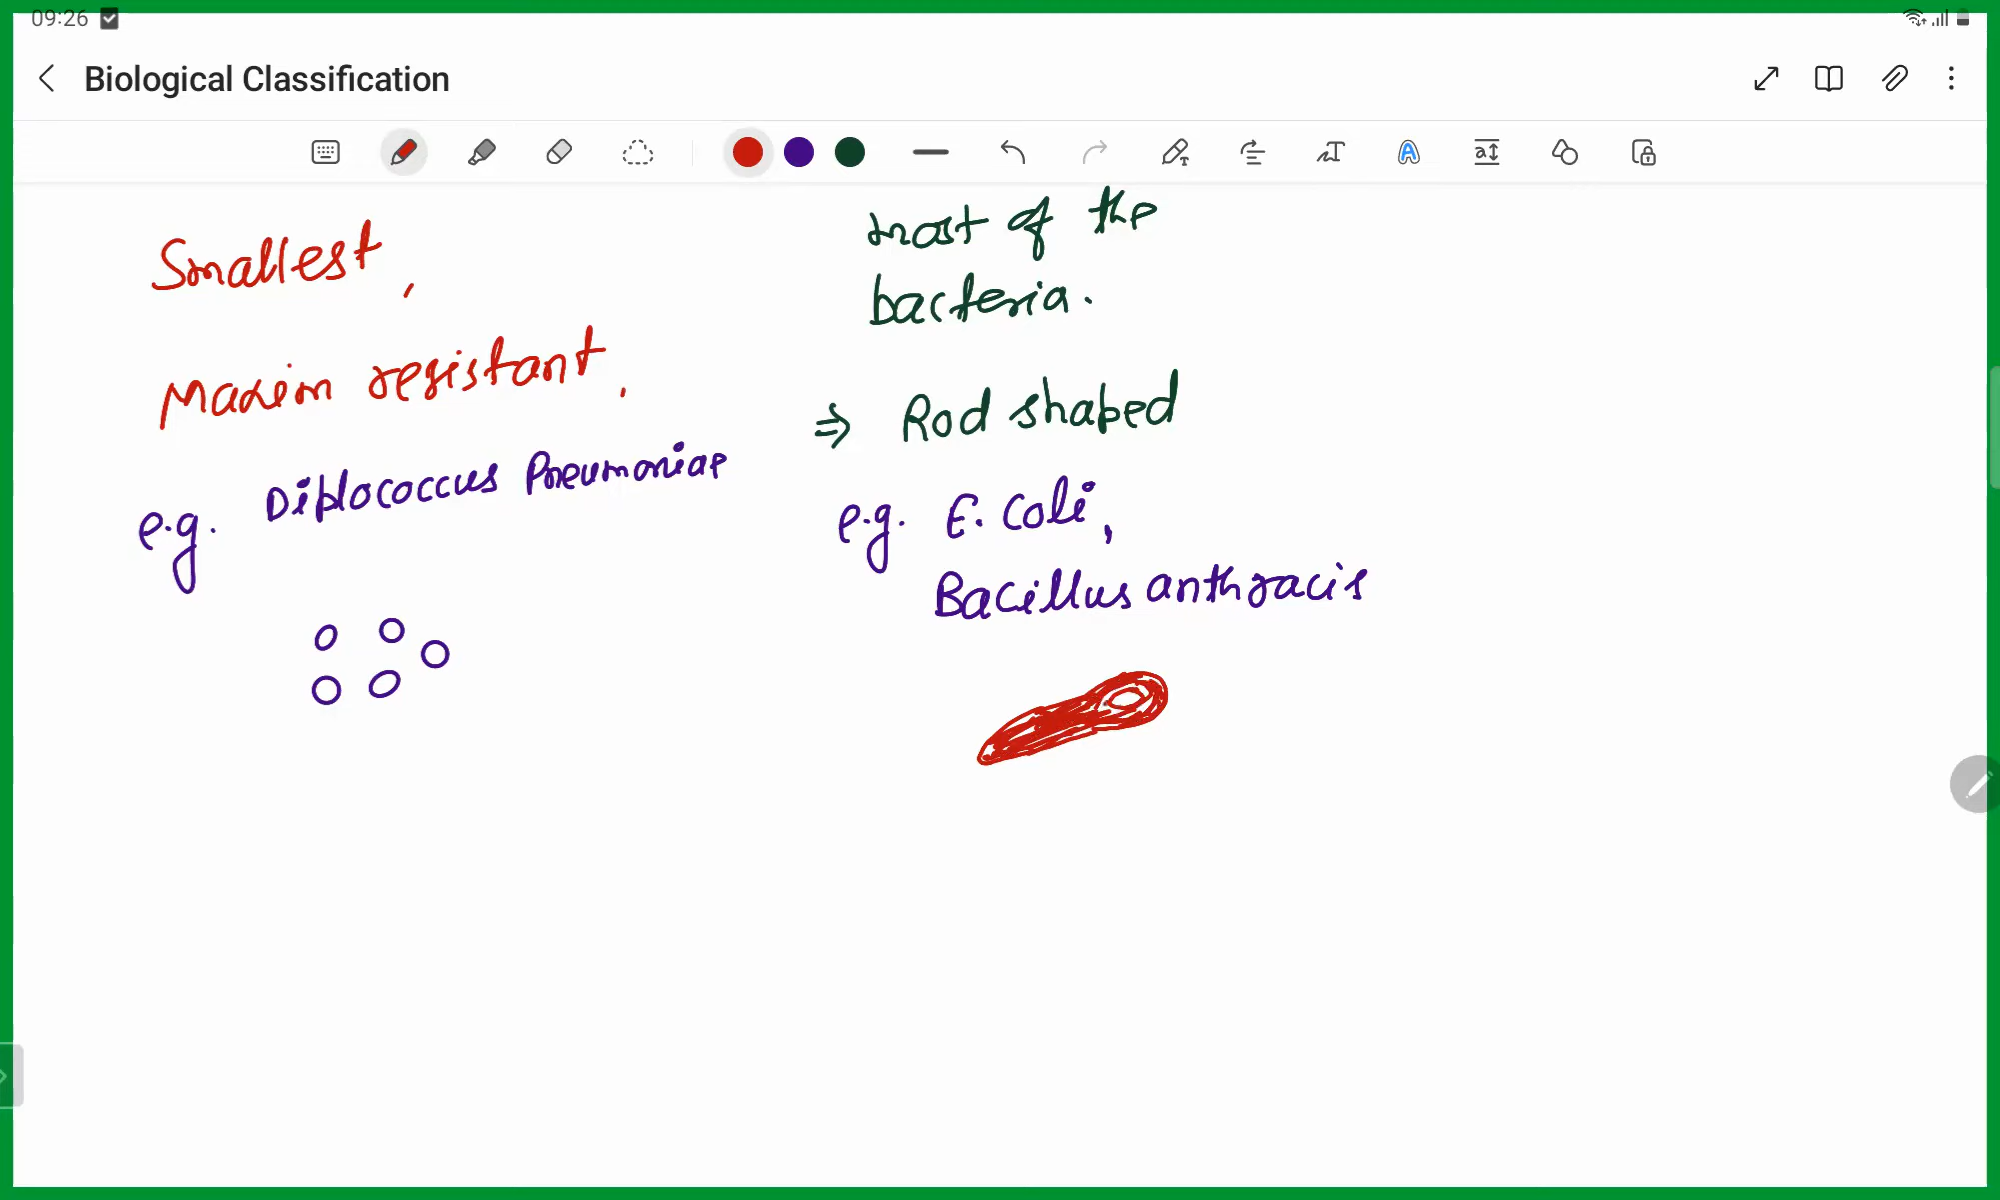 09:26
Biological Classification
Smallest,
Maxim resistant,
e.g. Diplococcus Pneumoniae
most of the
bacteria.
⇒ Rod shaped
e.g. E. Coli,
Bacillus anthracis